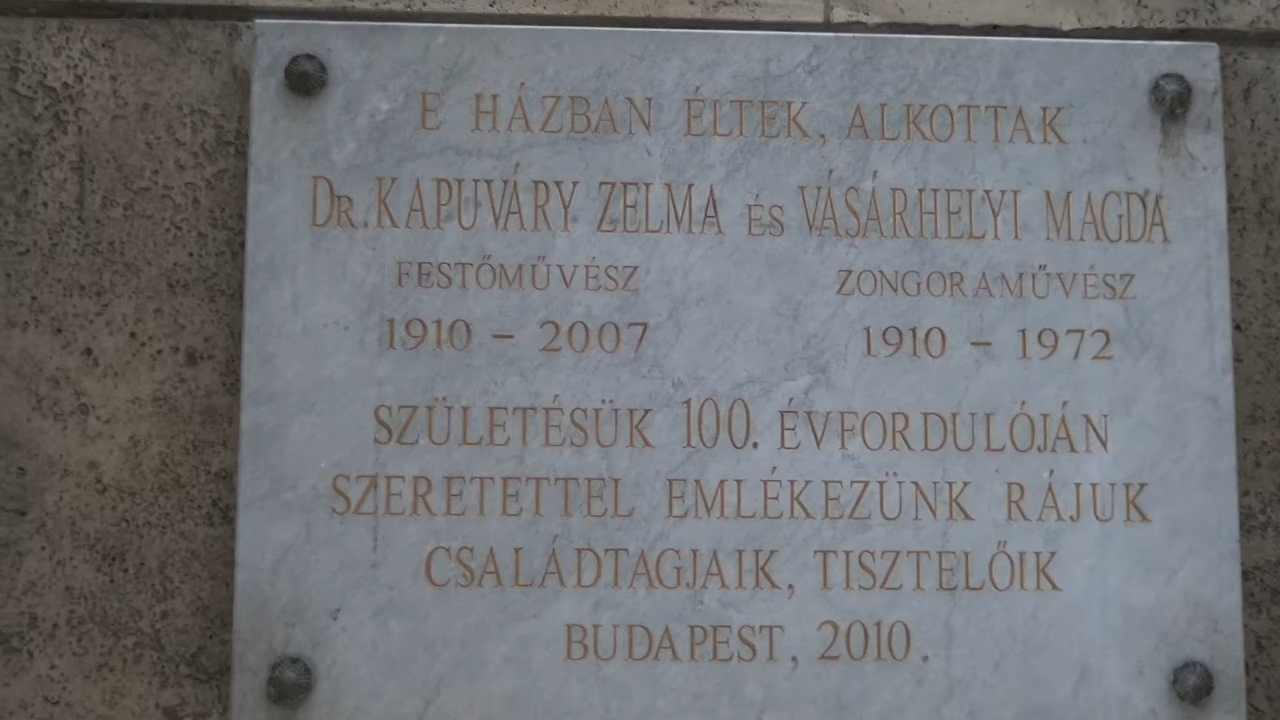 E HÁZBAN ÉLTEK, ALKOTTAK
DR. KAPUVÁRY ZELMA ÉS VÁSÁRHELYI MAGDA
FESTŐMŰVÉSZ ZONGORAMŰVÉSZ
1910 – 2007 1910 – 1972
SZÜLETÉSÜK 100. ÉVFORDULÓJÁN
SZERETETTEL EMLÉKEZÜNK RÁJUK
CSALÁDTAGJAIK, TISZTELŐIK
BUDAPEST, 2010.